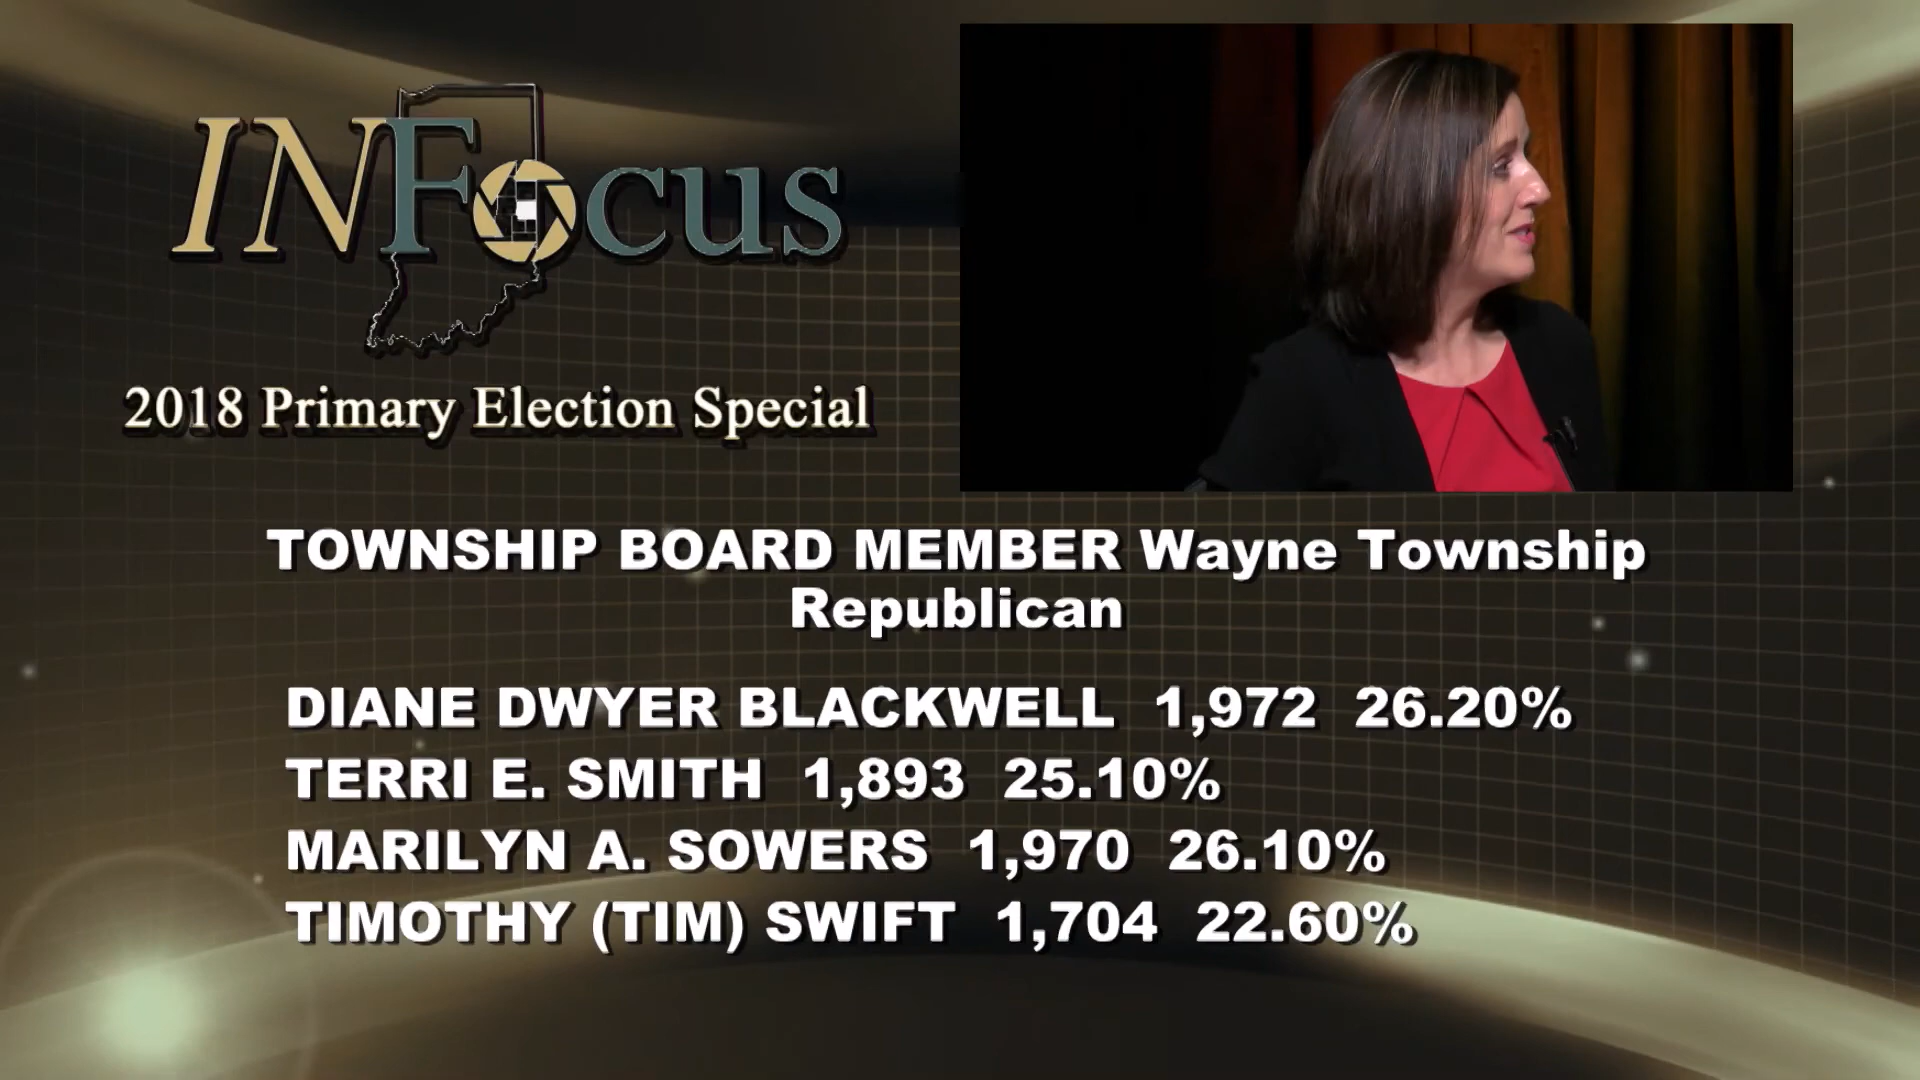 INFocus
2018 Primary Election Special
TOWNSHIP BOARD MEMBER Wayne Township
Republican
DIANE DWYER BLACKWELL 1,972 26.20%
TERRI E. SMITH 1,893 25.10%
MARILYN A. SOWERS 1,970 26.10%
TIMOTHY (TIM) SWIFT 1,704 22.60%